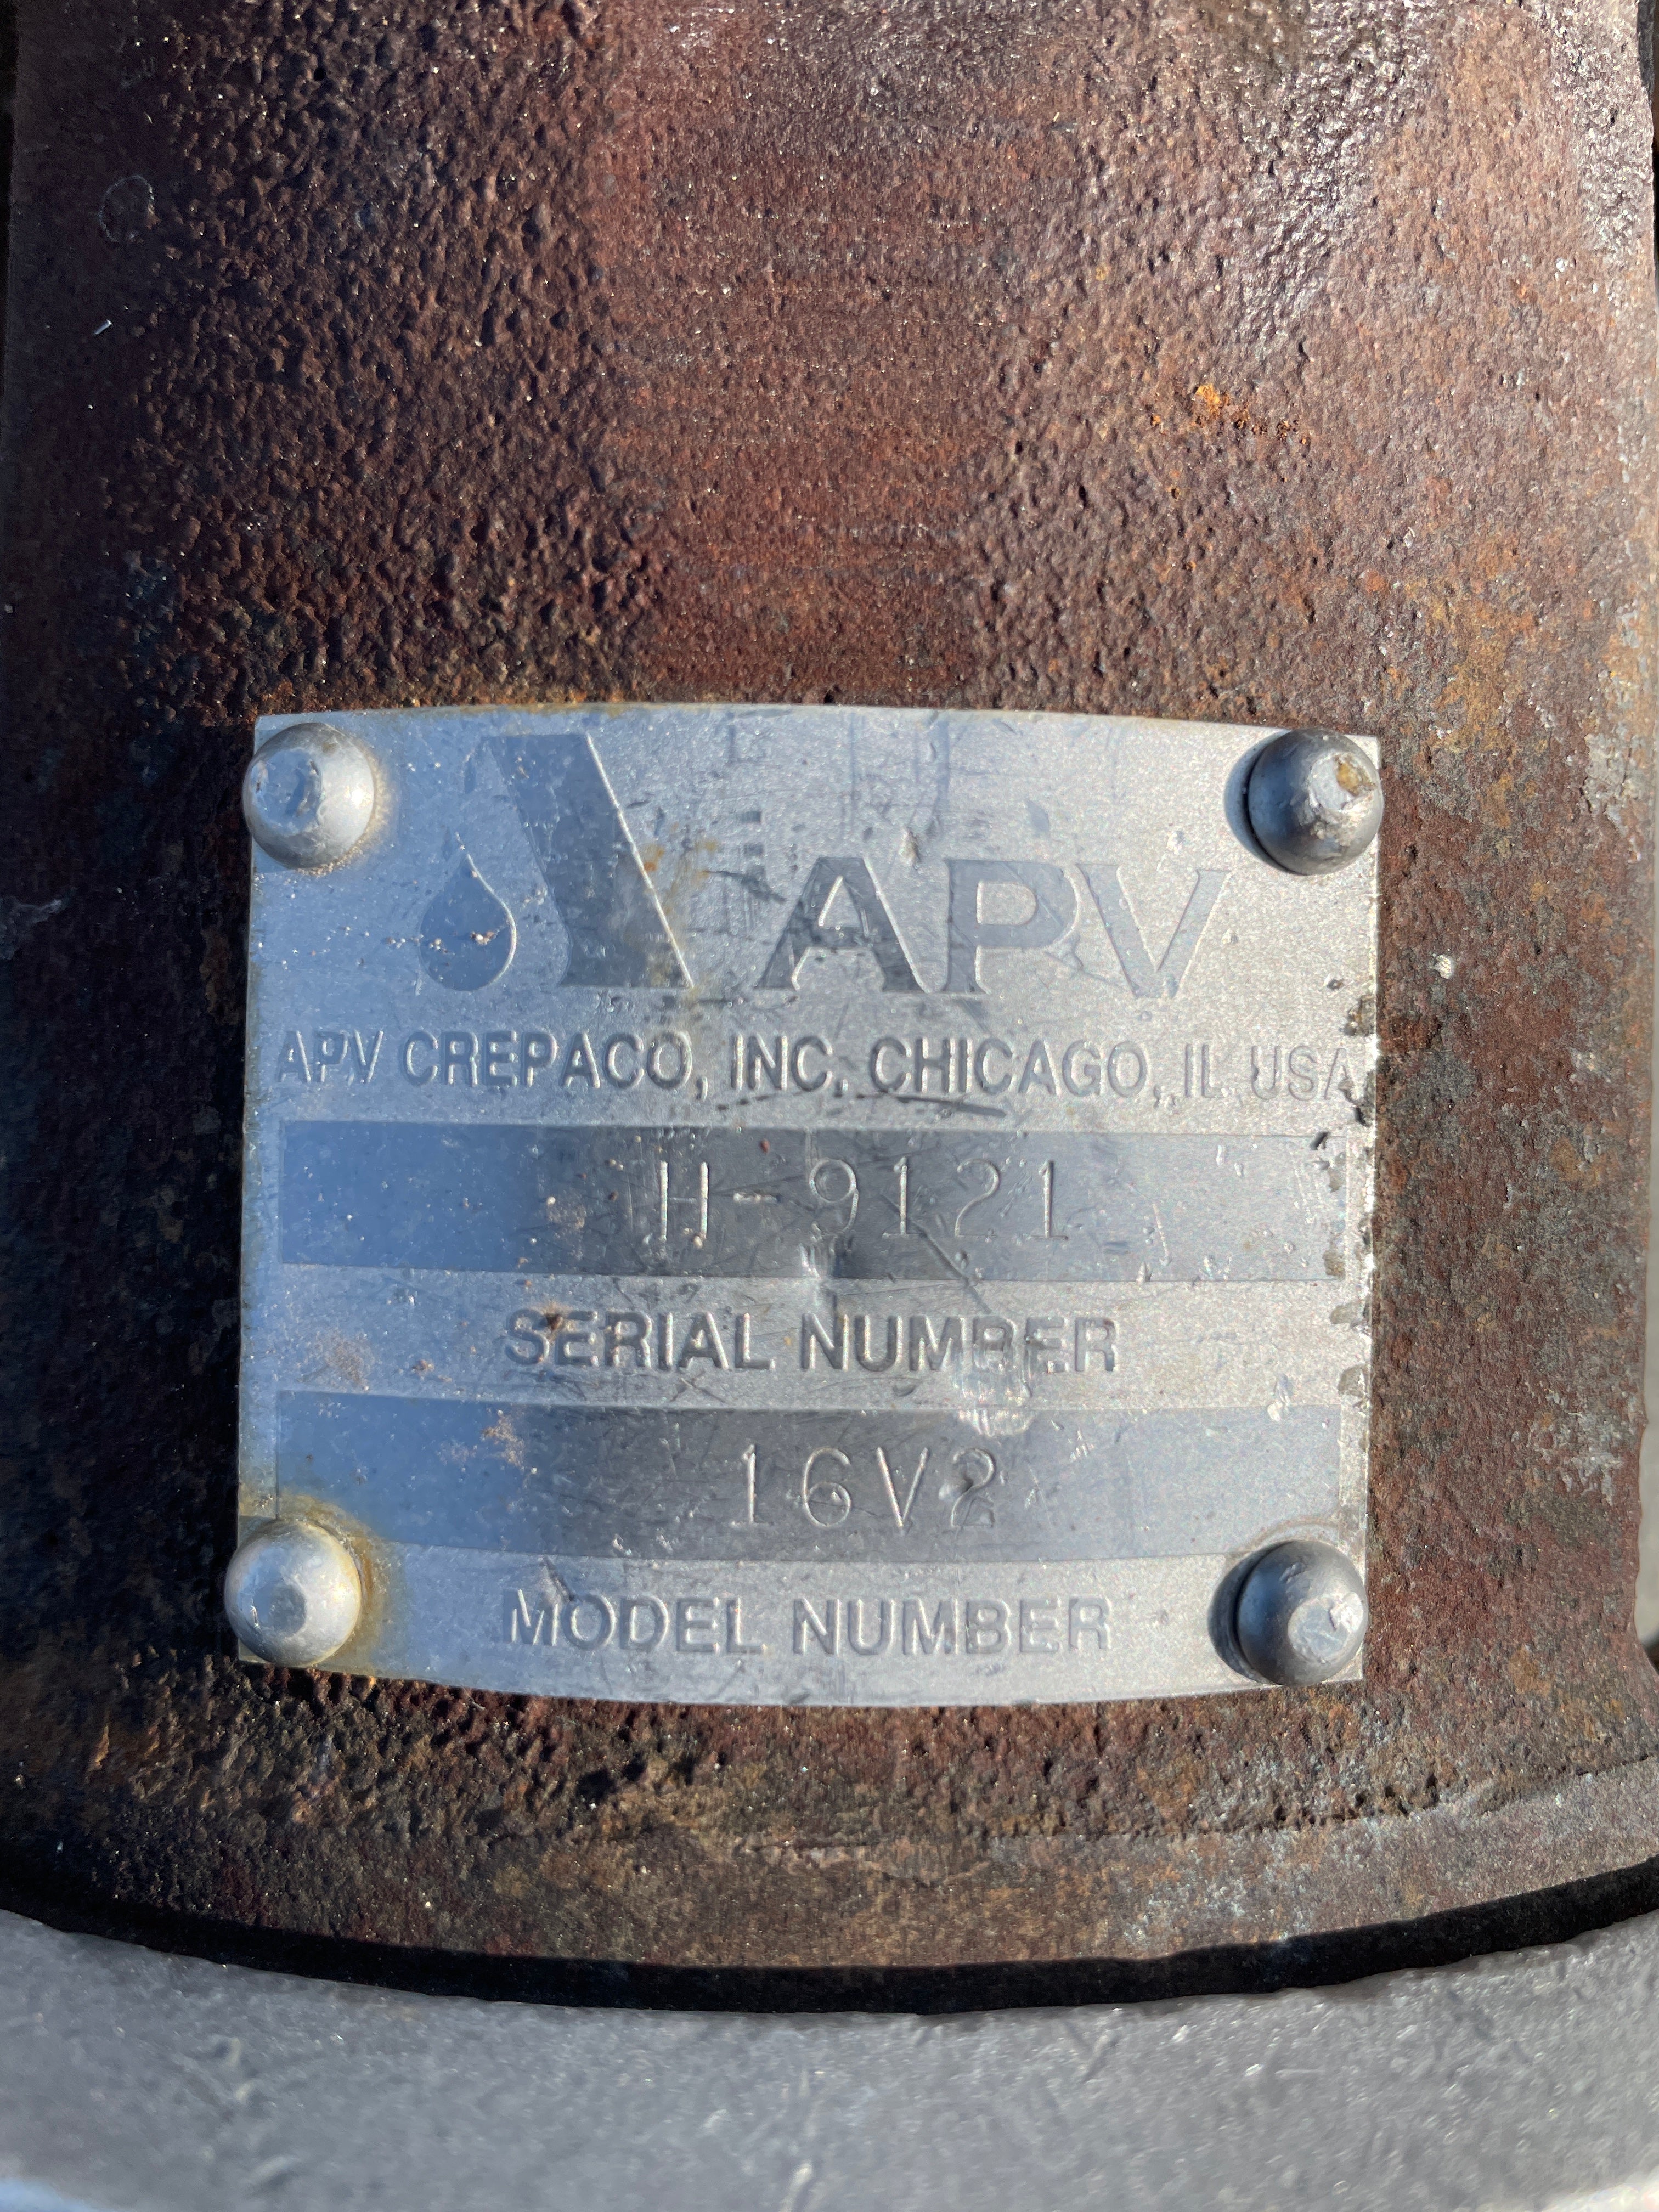 APV
APV CREPACO, INC. CHICAGO, IL USA
H-9121
SERIAL NUMBER
16V2
MODEL NUMBER